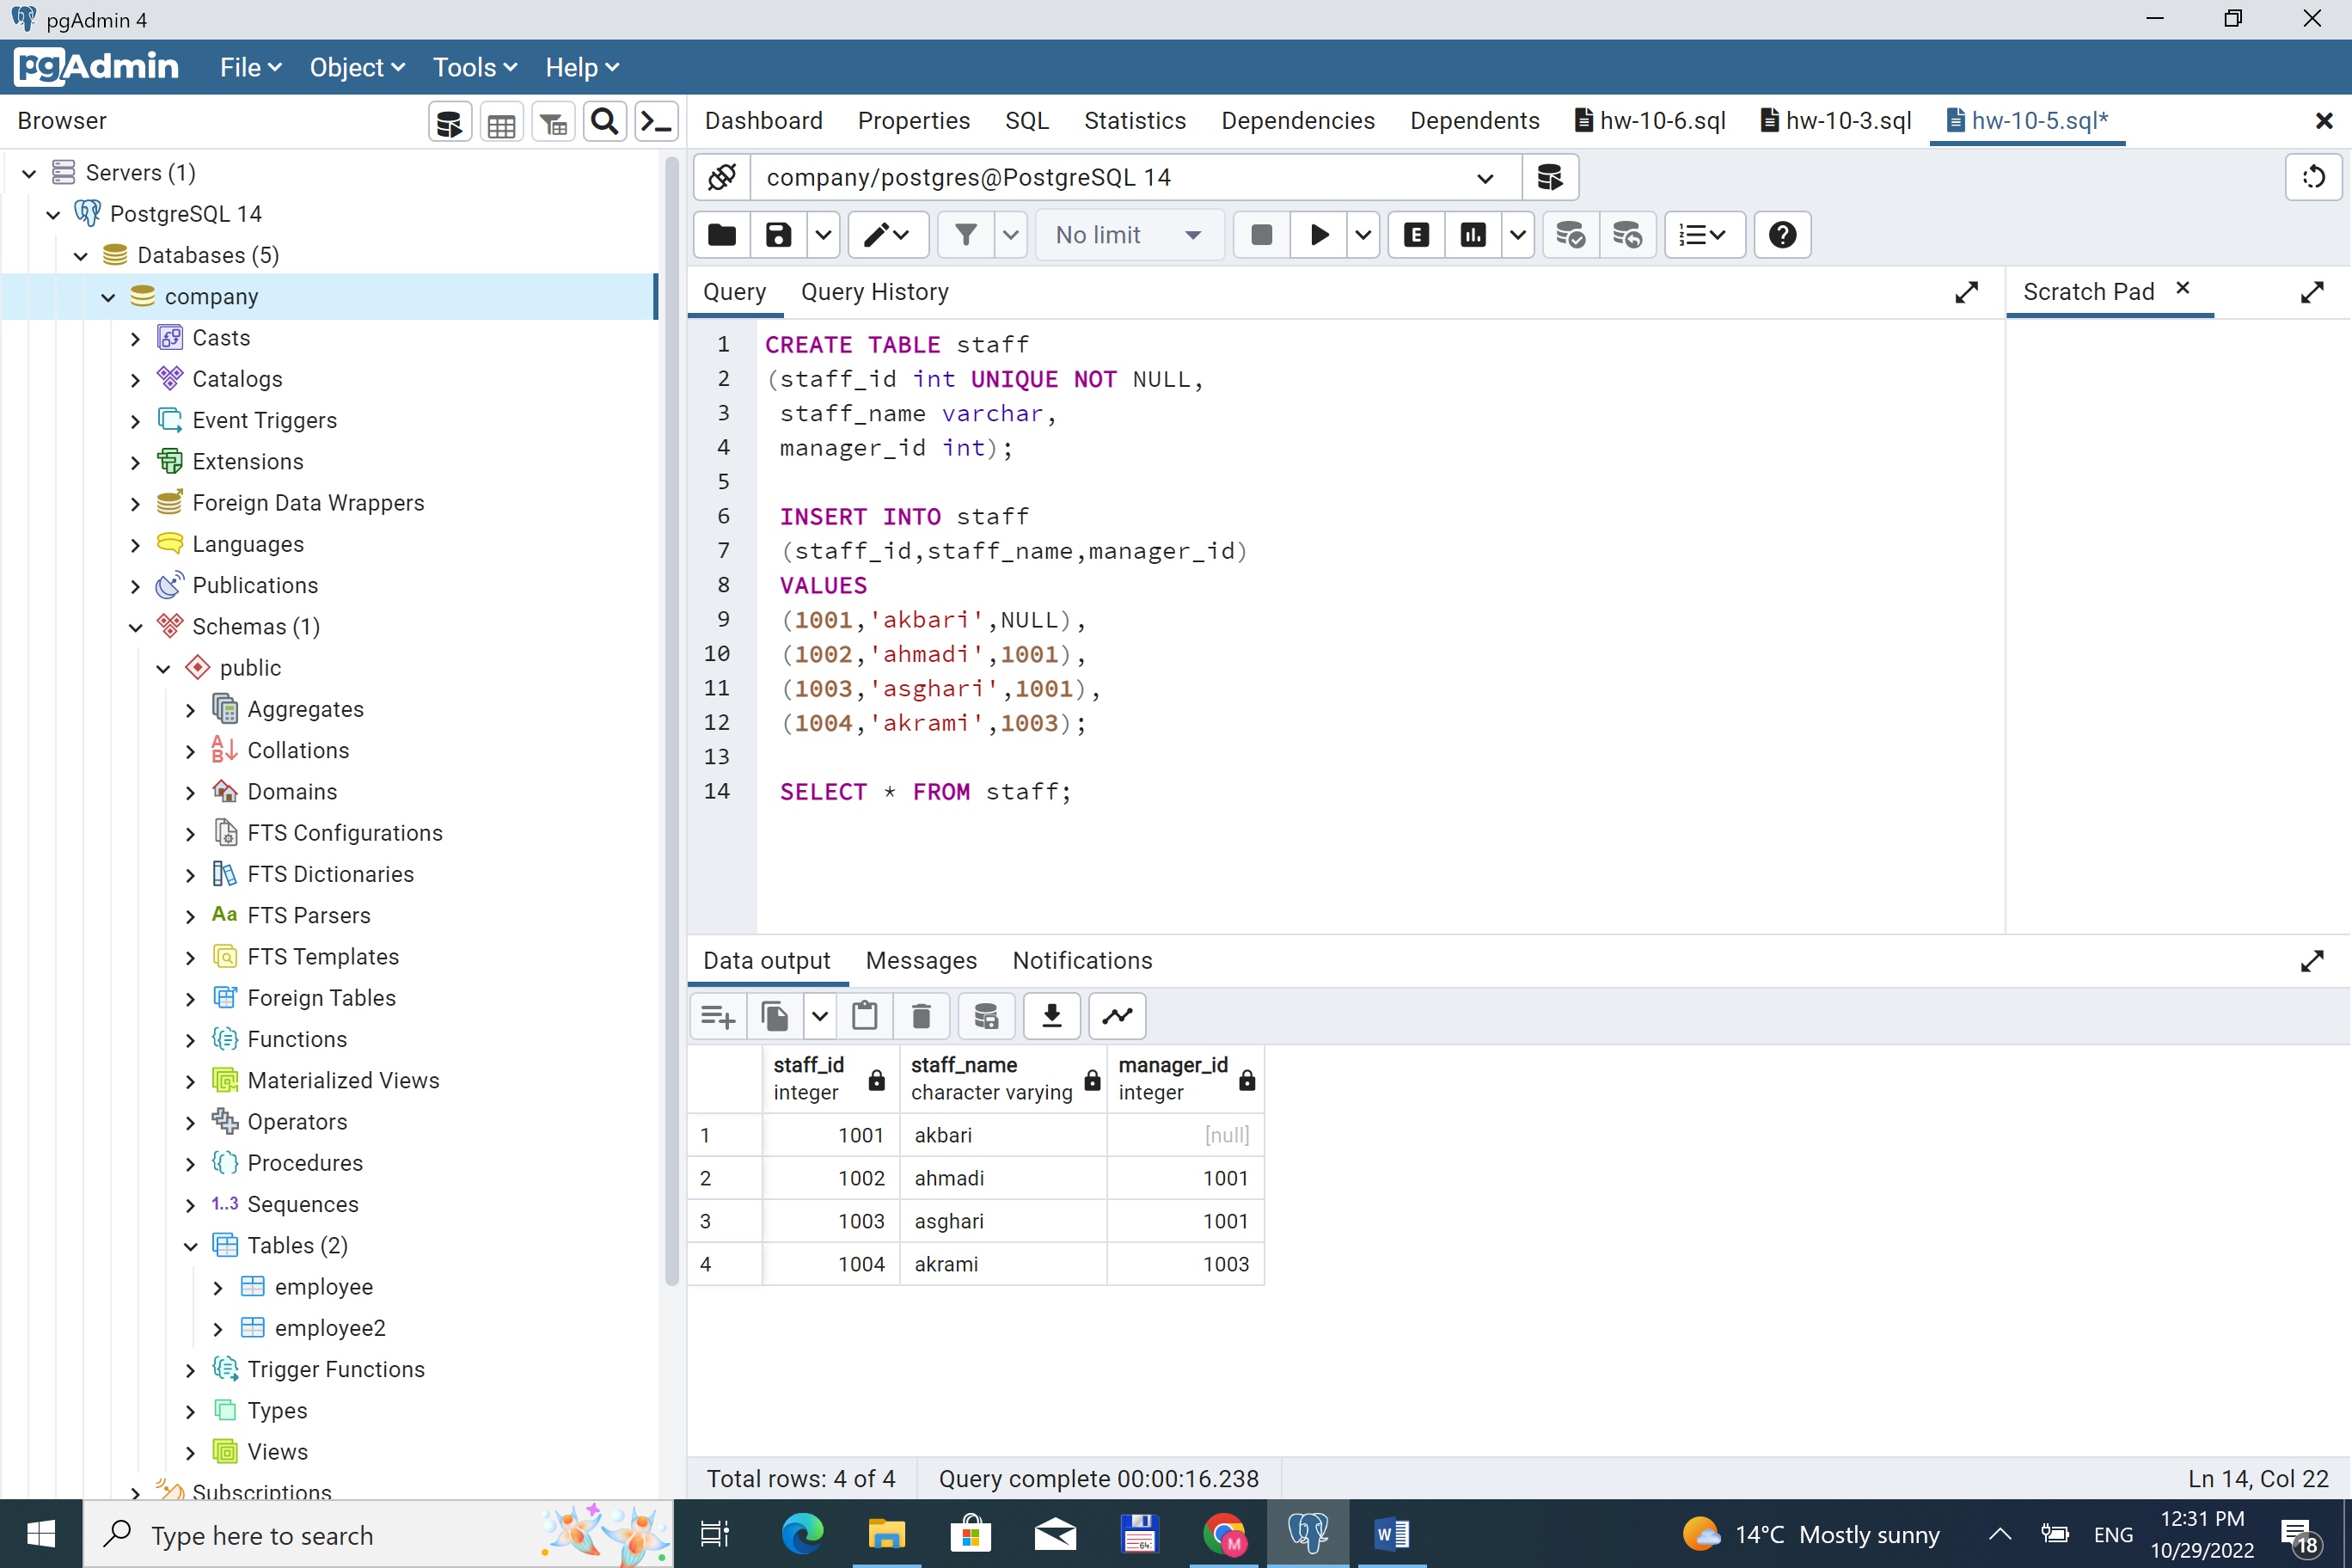 pgAdmin 4
pgAdmin File Object Tools Help
Browser
Dashboard Properties SQL Statistics Dependencies Dependents hw-10-6.sql hw-10-3.sql hw-10-5.sql*
Servers (1)
PostgreSQL 14
Databases (5)
company
Casts
Catalogs
Event Triggers
Extensions
Foreign Data Wrappers
Languages
Publications
Schemas (1)
public
Aggregates
Collations
Domains
FTS Configurations
FTS Dictionaries
Aa FTS Parsers
FTS Templates
Foreign Tables
Functions
Materialized Views
Operators
Procedures
1..3 Sequences
Tables (2)
employee
employee2
Trigger Functions
Types
Views
Subscriptions
company/postgres@PostgreSQL 14
No limit
E
Query Query History
Scratch Pad
1 CREATE TABLE staff
2 (staff_id int UNIQUE NOT NULL,
3 staff_name varchar,
4 manager_id int);
5
6 INSERT INTO staff
7 (staff_id,staff_name,manager_id)
8 VALUES
9 (1001,'akbari',NULL),
10 (1002,'ahmadi',1001),
11 (1003,'asghari',1001),
12 (1004,'akrami',1003);
13
14 SELECT * FROM staff;
Data output Messages Notifications
staff_id staff_name manager_id
integer character varying integer
1 1001 akbari [null]
2 1002 ahmadi 1001
3 1003 asghari 1001
4 1004 akrami 1003
Total rows: 4 of 4 Query complete 00:00:16.238 Ln 14, Col 22
Type here to search
14°C Mostly sunny
ENG
12:31 PM
10/29/2022
18